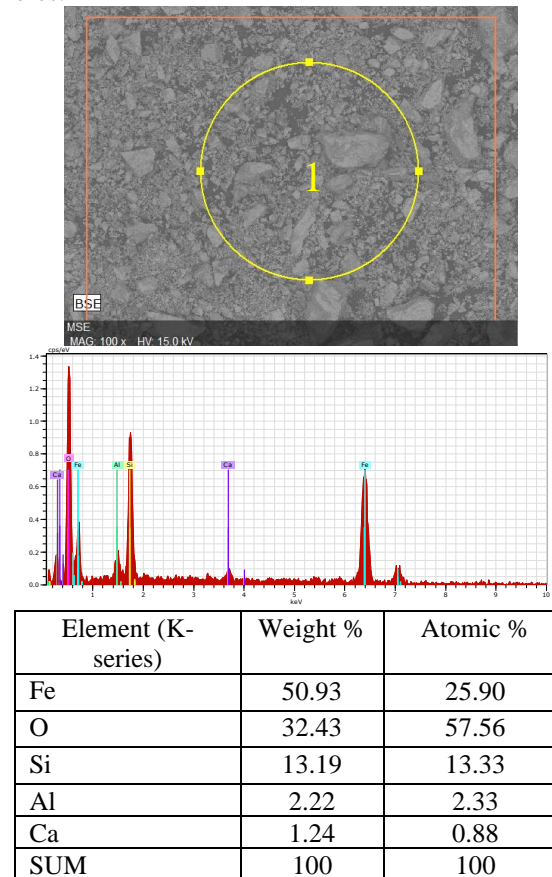 1
BSE
MSE
MAG: 100 x HV: 15.0 kV
cps/eV
1.4
1.2
1.0
0.8
0.6
0.4
0.2
0.0
Ca O Fe Al Si Ca Fe
1 2 3 4 5 6 7 8 9 10
keV
Element (K-
series) Weight % Atomic %
Fe 50.93 25.90
O 32.43 57.56
Si 13.19 13.33
Al 2.22 2.33
Ca 1.24 0.88
SUM 100 100